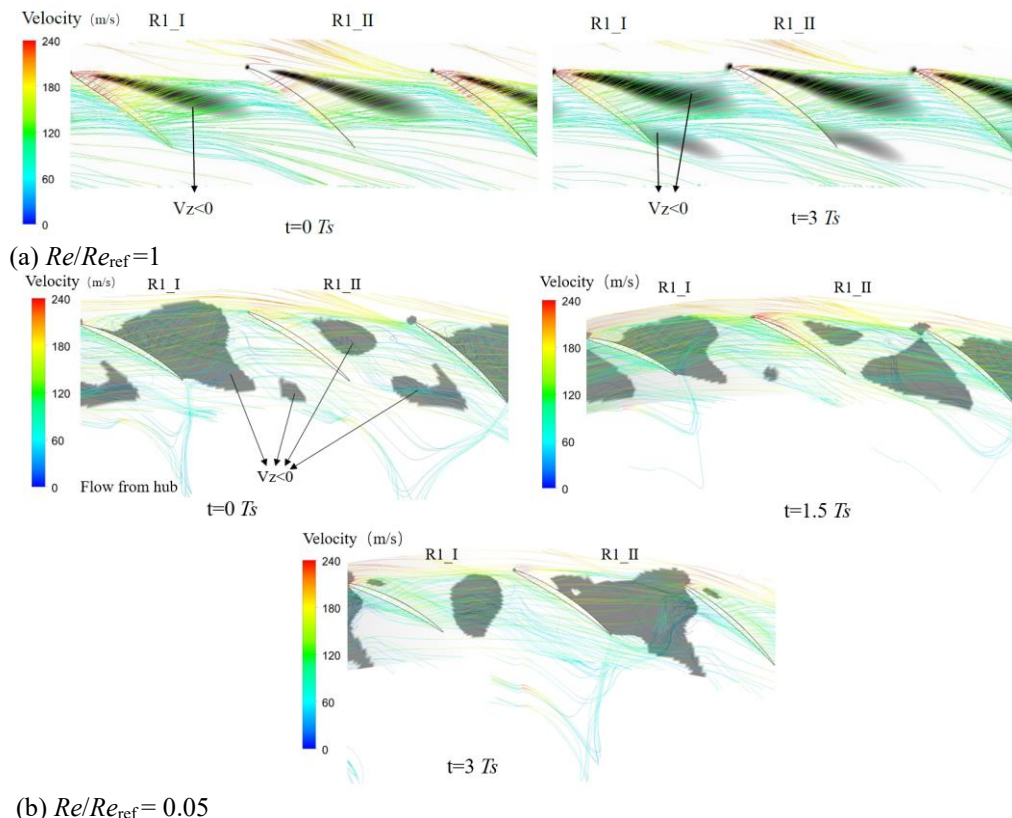 Velocity (m/s) R1_I R1_II
240
180
120
60
0
Vz<0
t=0 Ts
R1_I R1_II
Vz<0
t=3 Ts
(a) Re/Reref =1
Velocity (m/s) R1_I R1_II
240
180
120
60
0
Vz<0
Flow from hub
t=0 Ts
Velocity (m/s) R1_I R1_II
240
180
120
60
0
t=1.5 Ts
Velocity (m/s) R1_I R1_II
240
180
120
60
0
t=3 Ts
(b) Re/Reref = 0.05